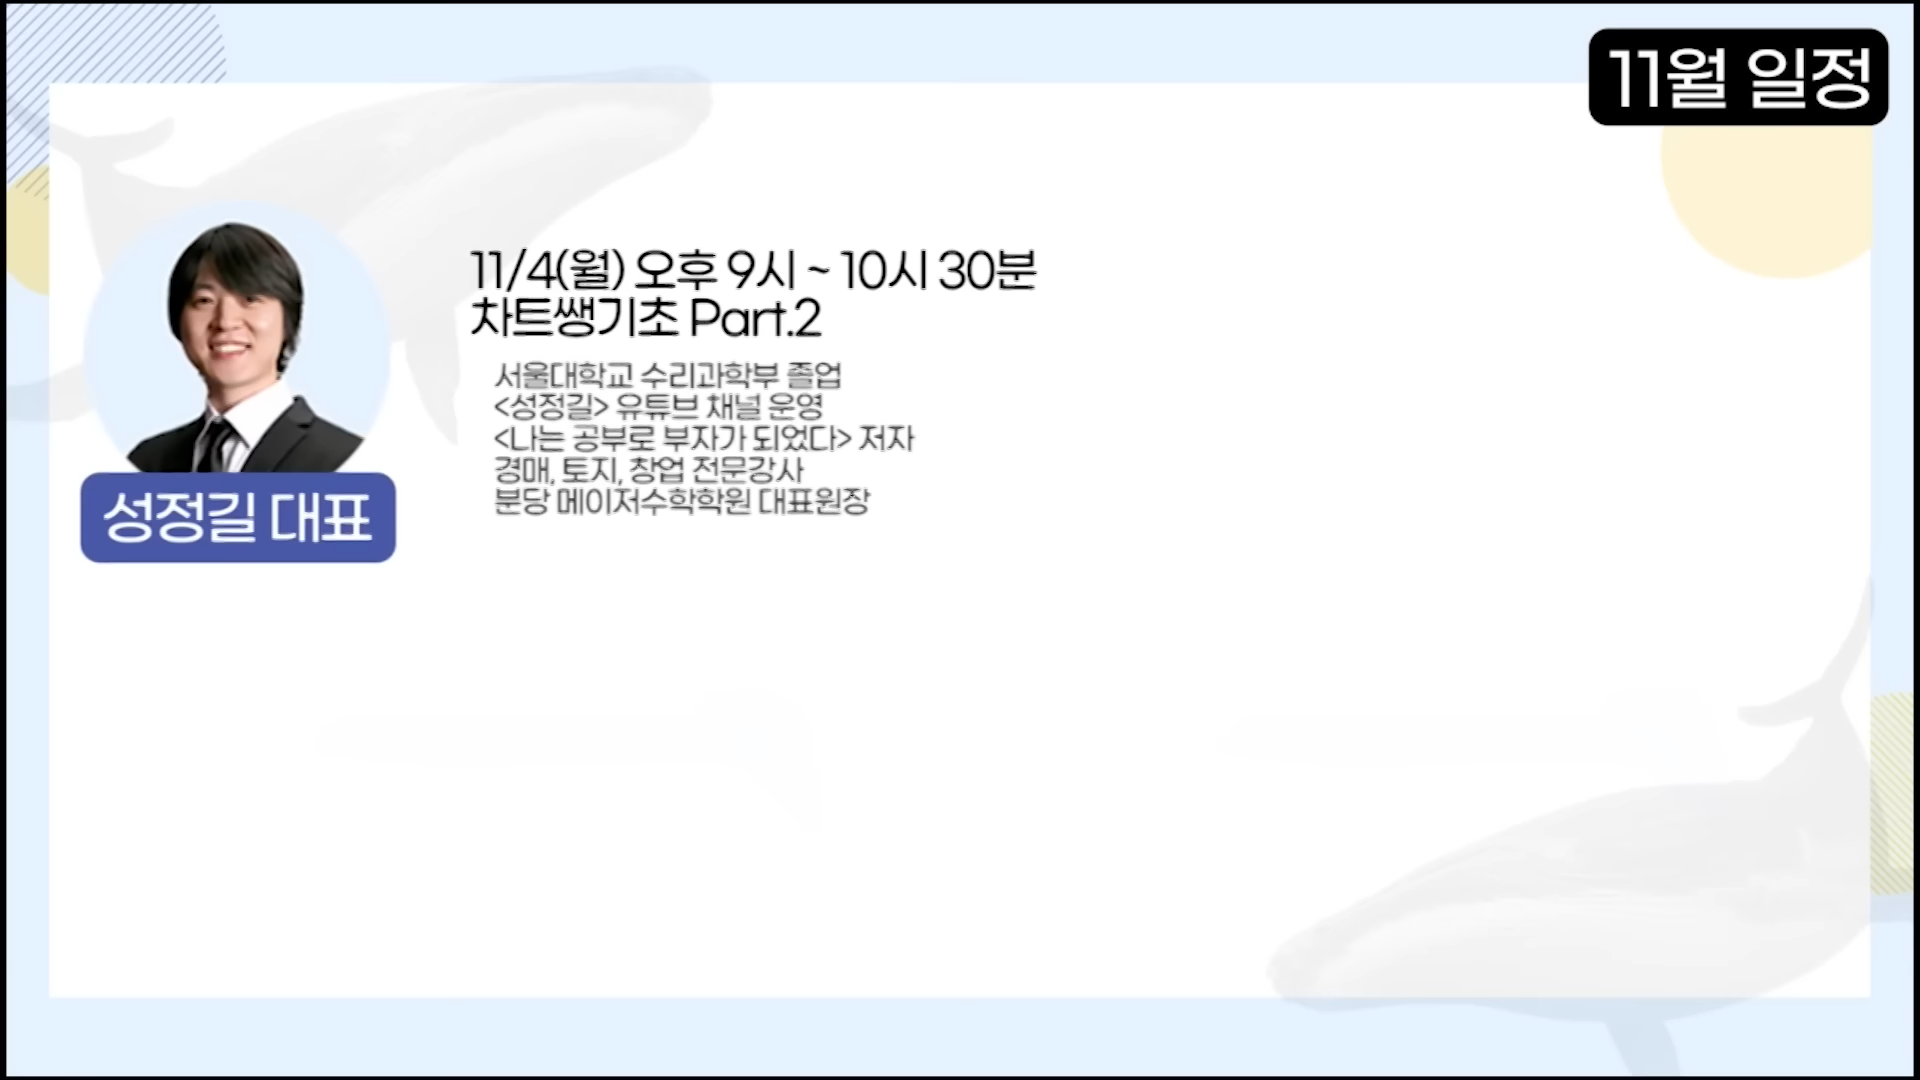 11월 일정
11/4(월) 오후 9시 ~ 10시 30분
차트쌩기초 Part.2
서울대학교 수리과학부 졸업
<성정길> 유튜브 채널 운영
<나는 공부로 부자가 되었다> 저자
경매, 토지, 창업 전문강사
분당 메이저수학학원 대표원장
성정길 대표